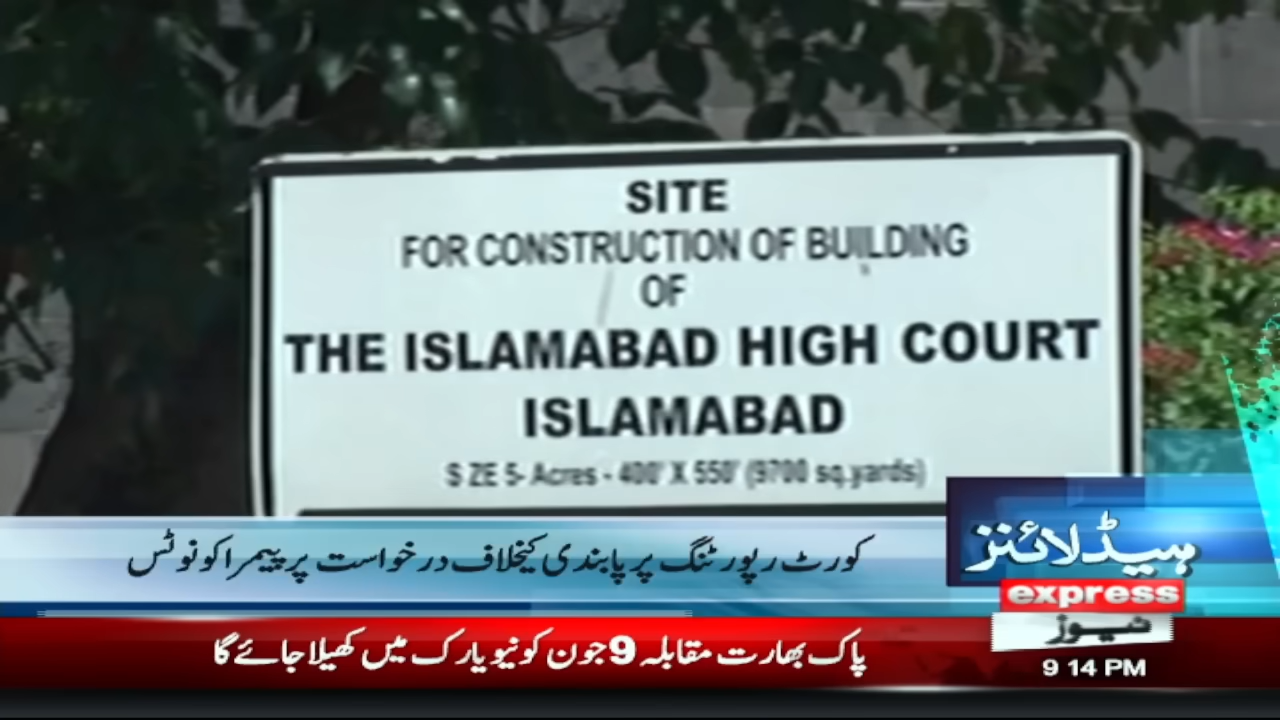 SITE
FOR CONSTRUCTION OF BUILDING
OF
THE ISLAMABAD HIGH COURT
ISLAMABAD
S ZE 5- Acres - 400' X 550' (9700 sq.yards)
ہیڈلائنز
کورٹ رپورٹنگ پر پابندی کیخلاف درخواست پر پیمرا کو نوٹس
express
نیوز
پاک بھارت مقابلہ 9 جون کو نیویارک میں کھیلا جائے گا
9 14 PM